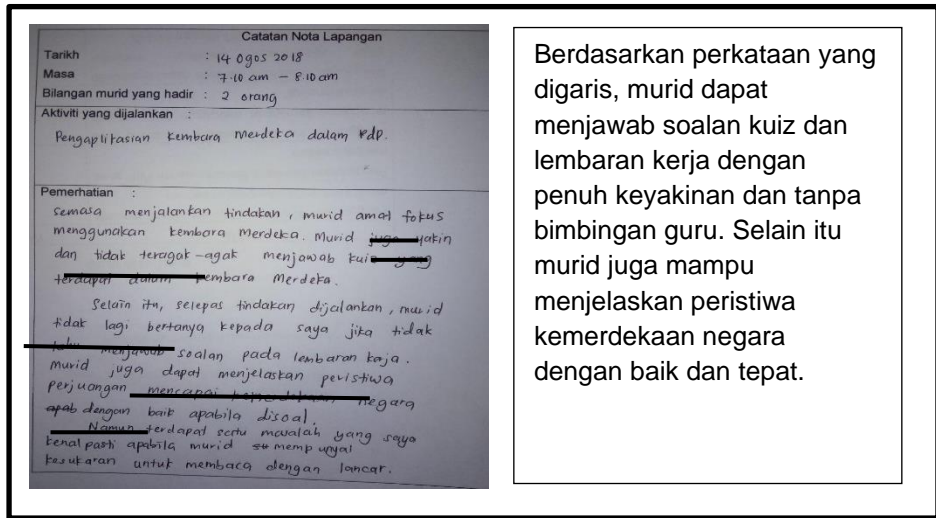 Catatan Nota Lapangan
Tarikh : 14 Ogos 2018
Masa : 7.10 am - 8.10 am
Bilangan murid yang hadir : 2 orang
Aktiviti yang dijalankan :
Pengaplikasian kembara Merdeka dalam PdP.
Pemerhatian :
semasa menjalankan tindakan, murid amat fokus
menggunakan kembara Merdeka. Murid juga yakin
dan tidak teragak-agak menjawab kuiz yang
terdapat dalam kembara Merdeka.
Selain itu, selepas tindakan dijalankan, murid
tidak lagi bertanya kepada saya jika tidak
menjawab soalan pada lembaran kerja.
Murid juga dapat menjelaskan peristiwa
perjuangan mencapai negara
dengan baik apabila disoal.
Namun terdapat satu masalah yang saya
kenal pasti apabila murid mempunyai
kesukaran untuk membaca dengan lancar.
Berdasarkan perkataan yang
digaris, murid dapat
menjawab soalan kuiz dan
lembaran kerja dengan
penuh keyakinan dan tanpa
bimbingan guru. Selain itu
murid juga mampu
menjelaskan peristiwa
kemerdekaan negara
dengan baik dan tepat.